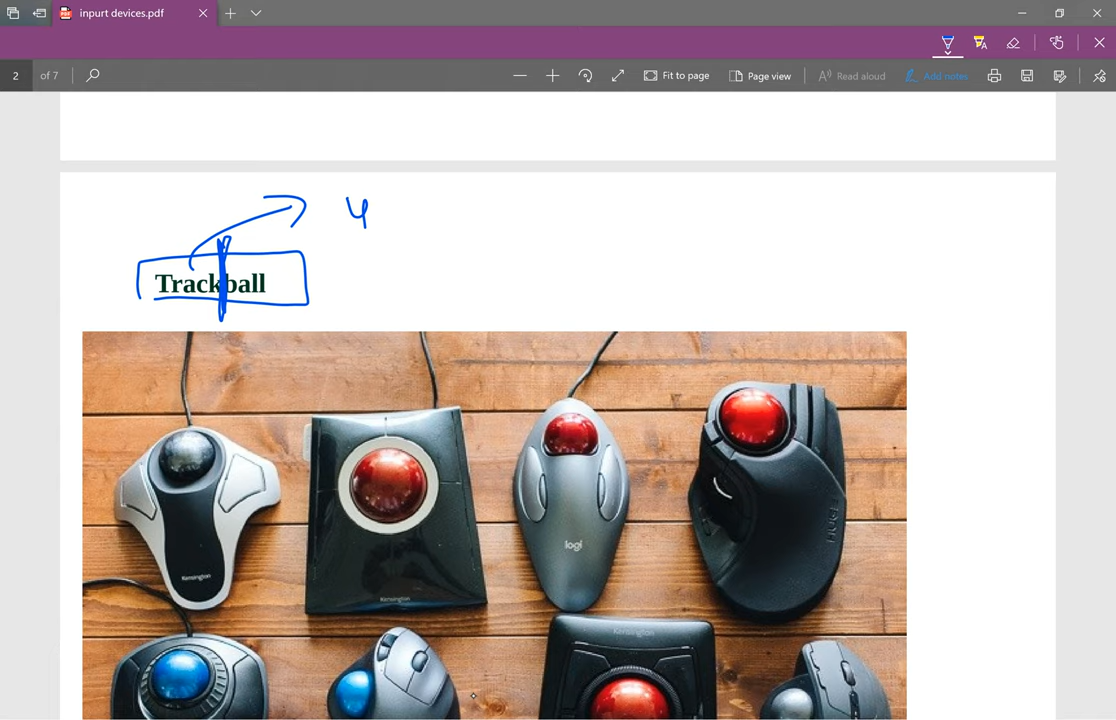 inpurt devices.pdf
2 of 7
Fit to page
Page view
Read aloud
Add notes
4
Trackball
logi
Kensington
Kensington
Kensington